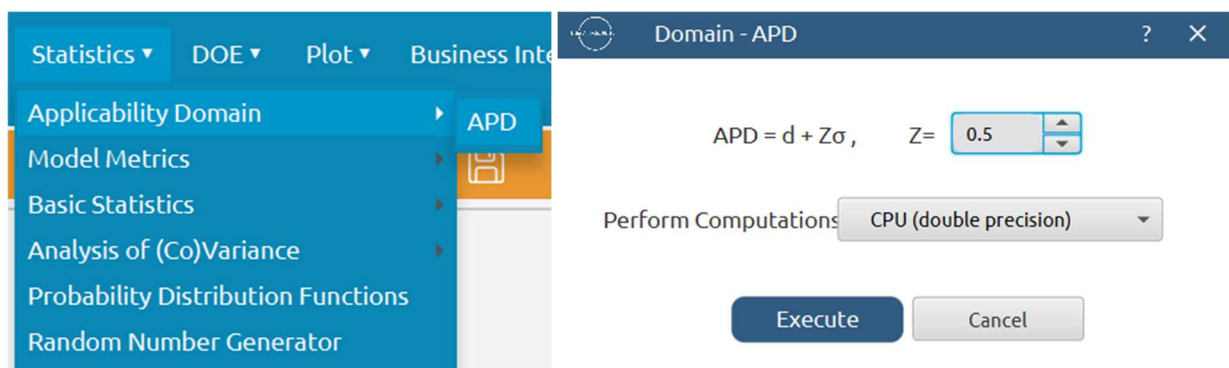 Statistics ▾ DOE ▾ Plot ▾ Business Inte
Applicability Domain
APD
Model Metrics
Basic Statistics
Analysis of (Co)Variance
Probability Distribution Functions
Random Number Generator
Domain - APD ? ×
APD = d + Zσ , Z= 0.5
Perform Computations CPU (double precision)
Execute Cancel